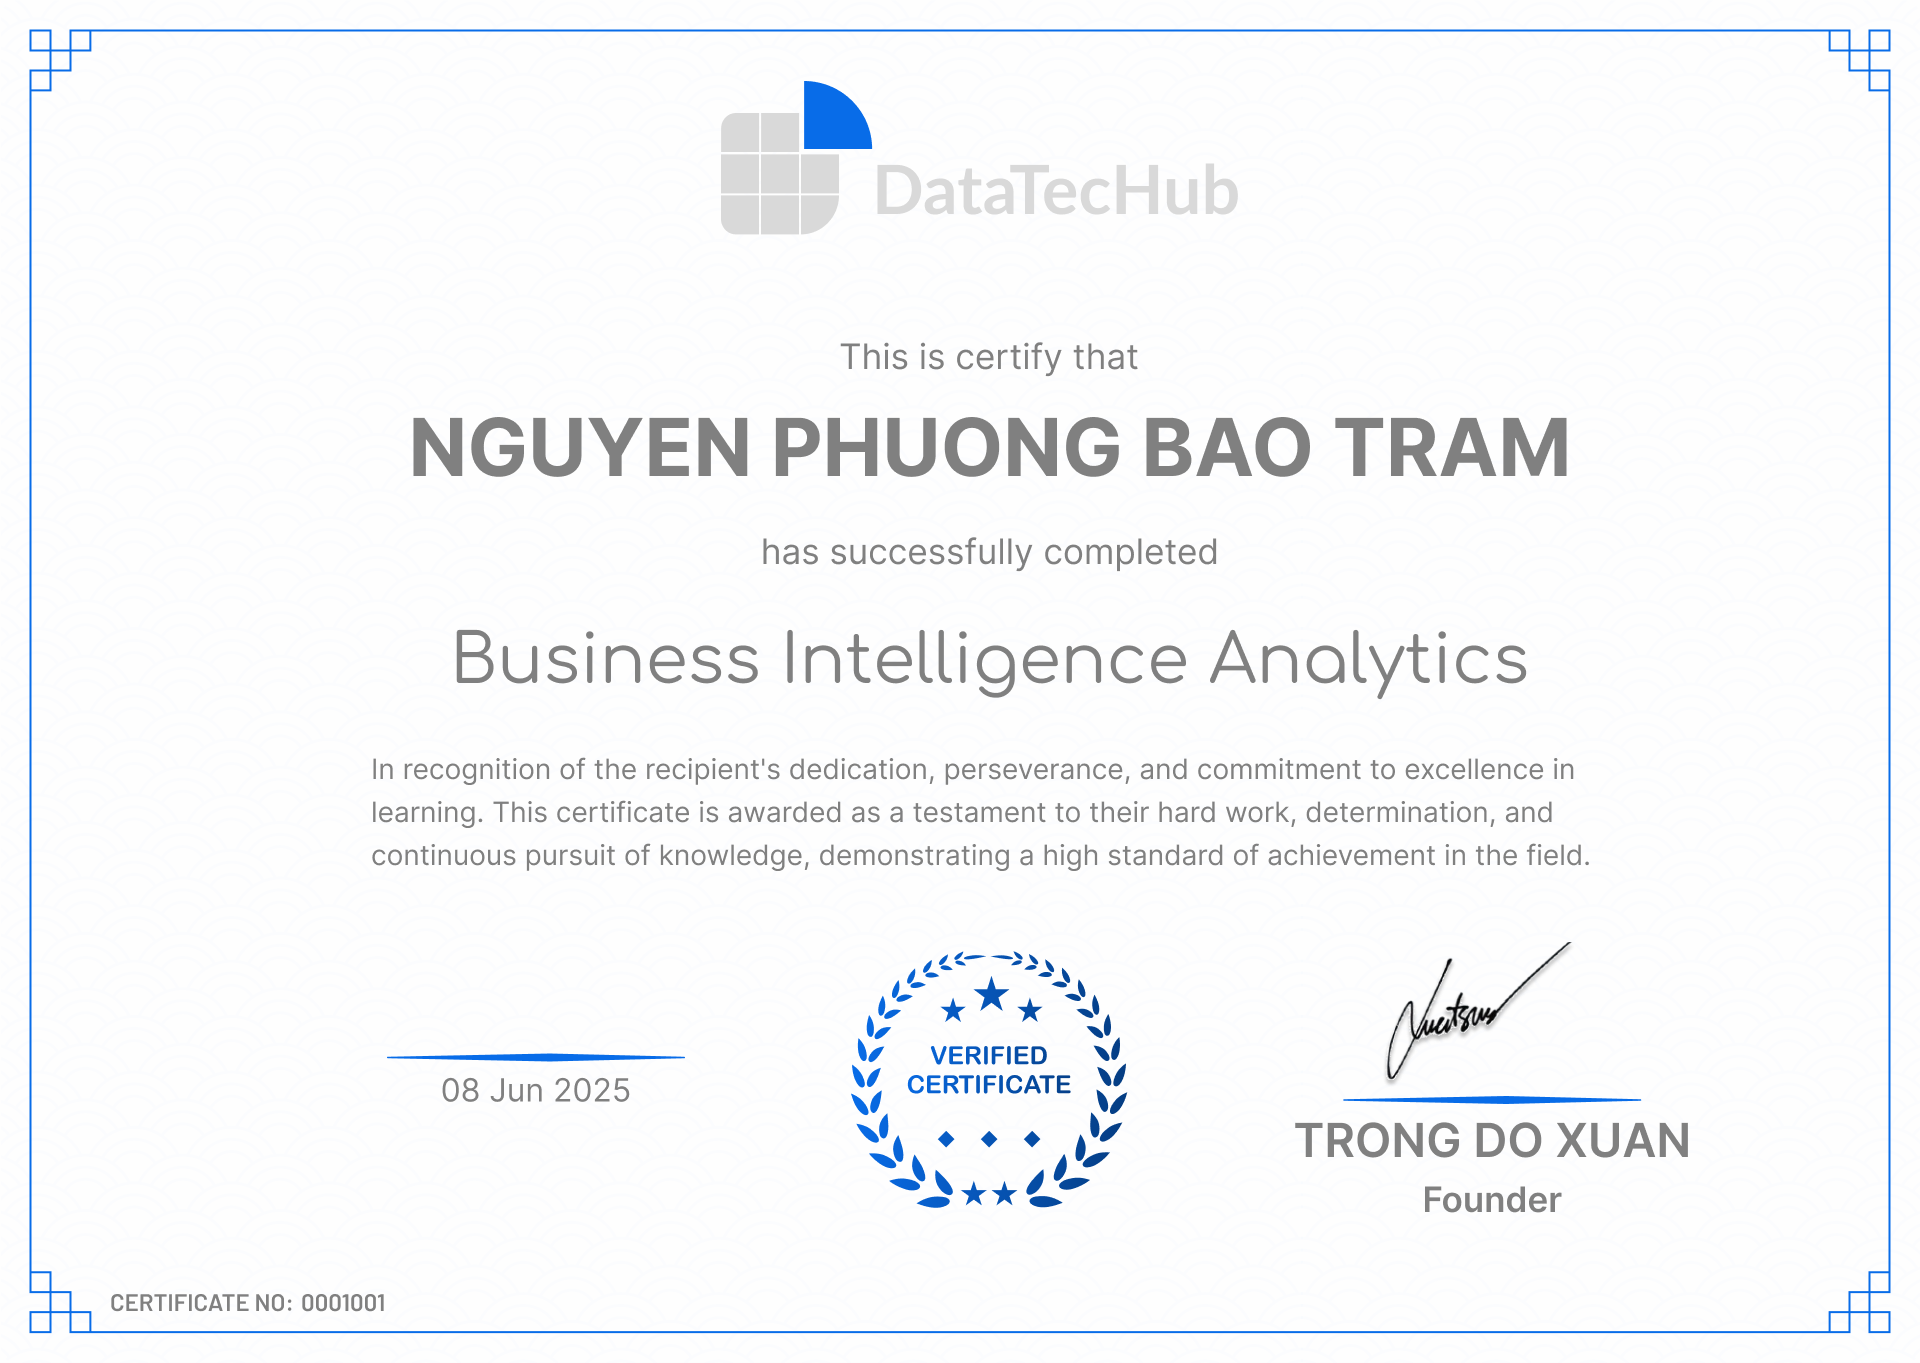 DataTecHub
This is certify that
NGUYEN PHUONG BAO TRAM
has successfully completed
Business Intelligence Analytics
In recognition of the recipient's dedication, perseverance, and commitment to excellence in
learning. This certificate is awarded as a testament to their hard work, determination, and
continuous pursuit of knowledge, demonstrating a high standard of achievement in the field.
08 Jun 2025
VERIFIED
CERTIFICATE
TRONG DO XUAN
Founder
CERTIFICATE NO: 0001001